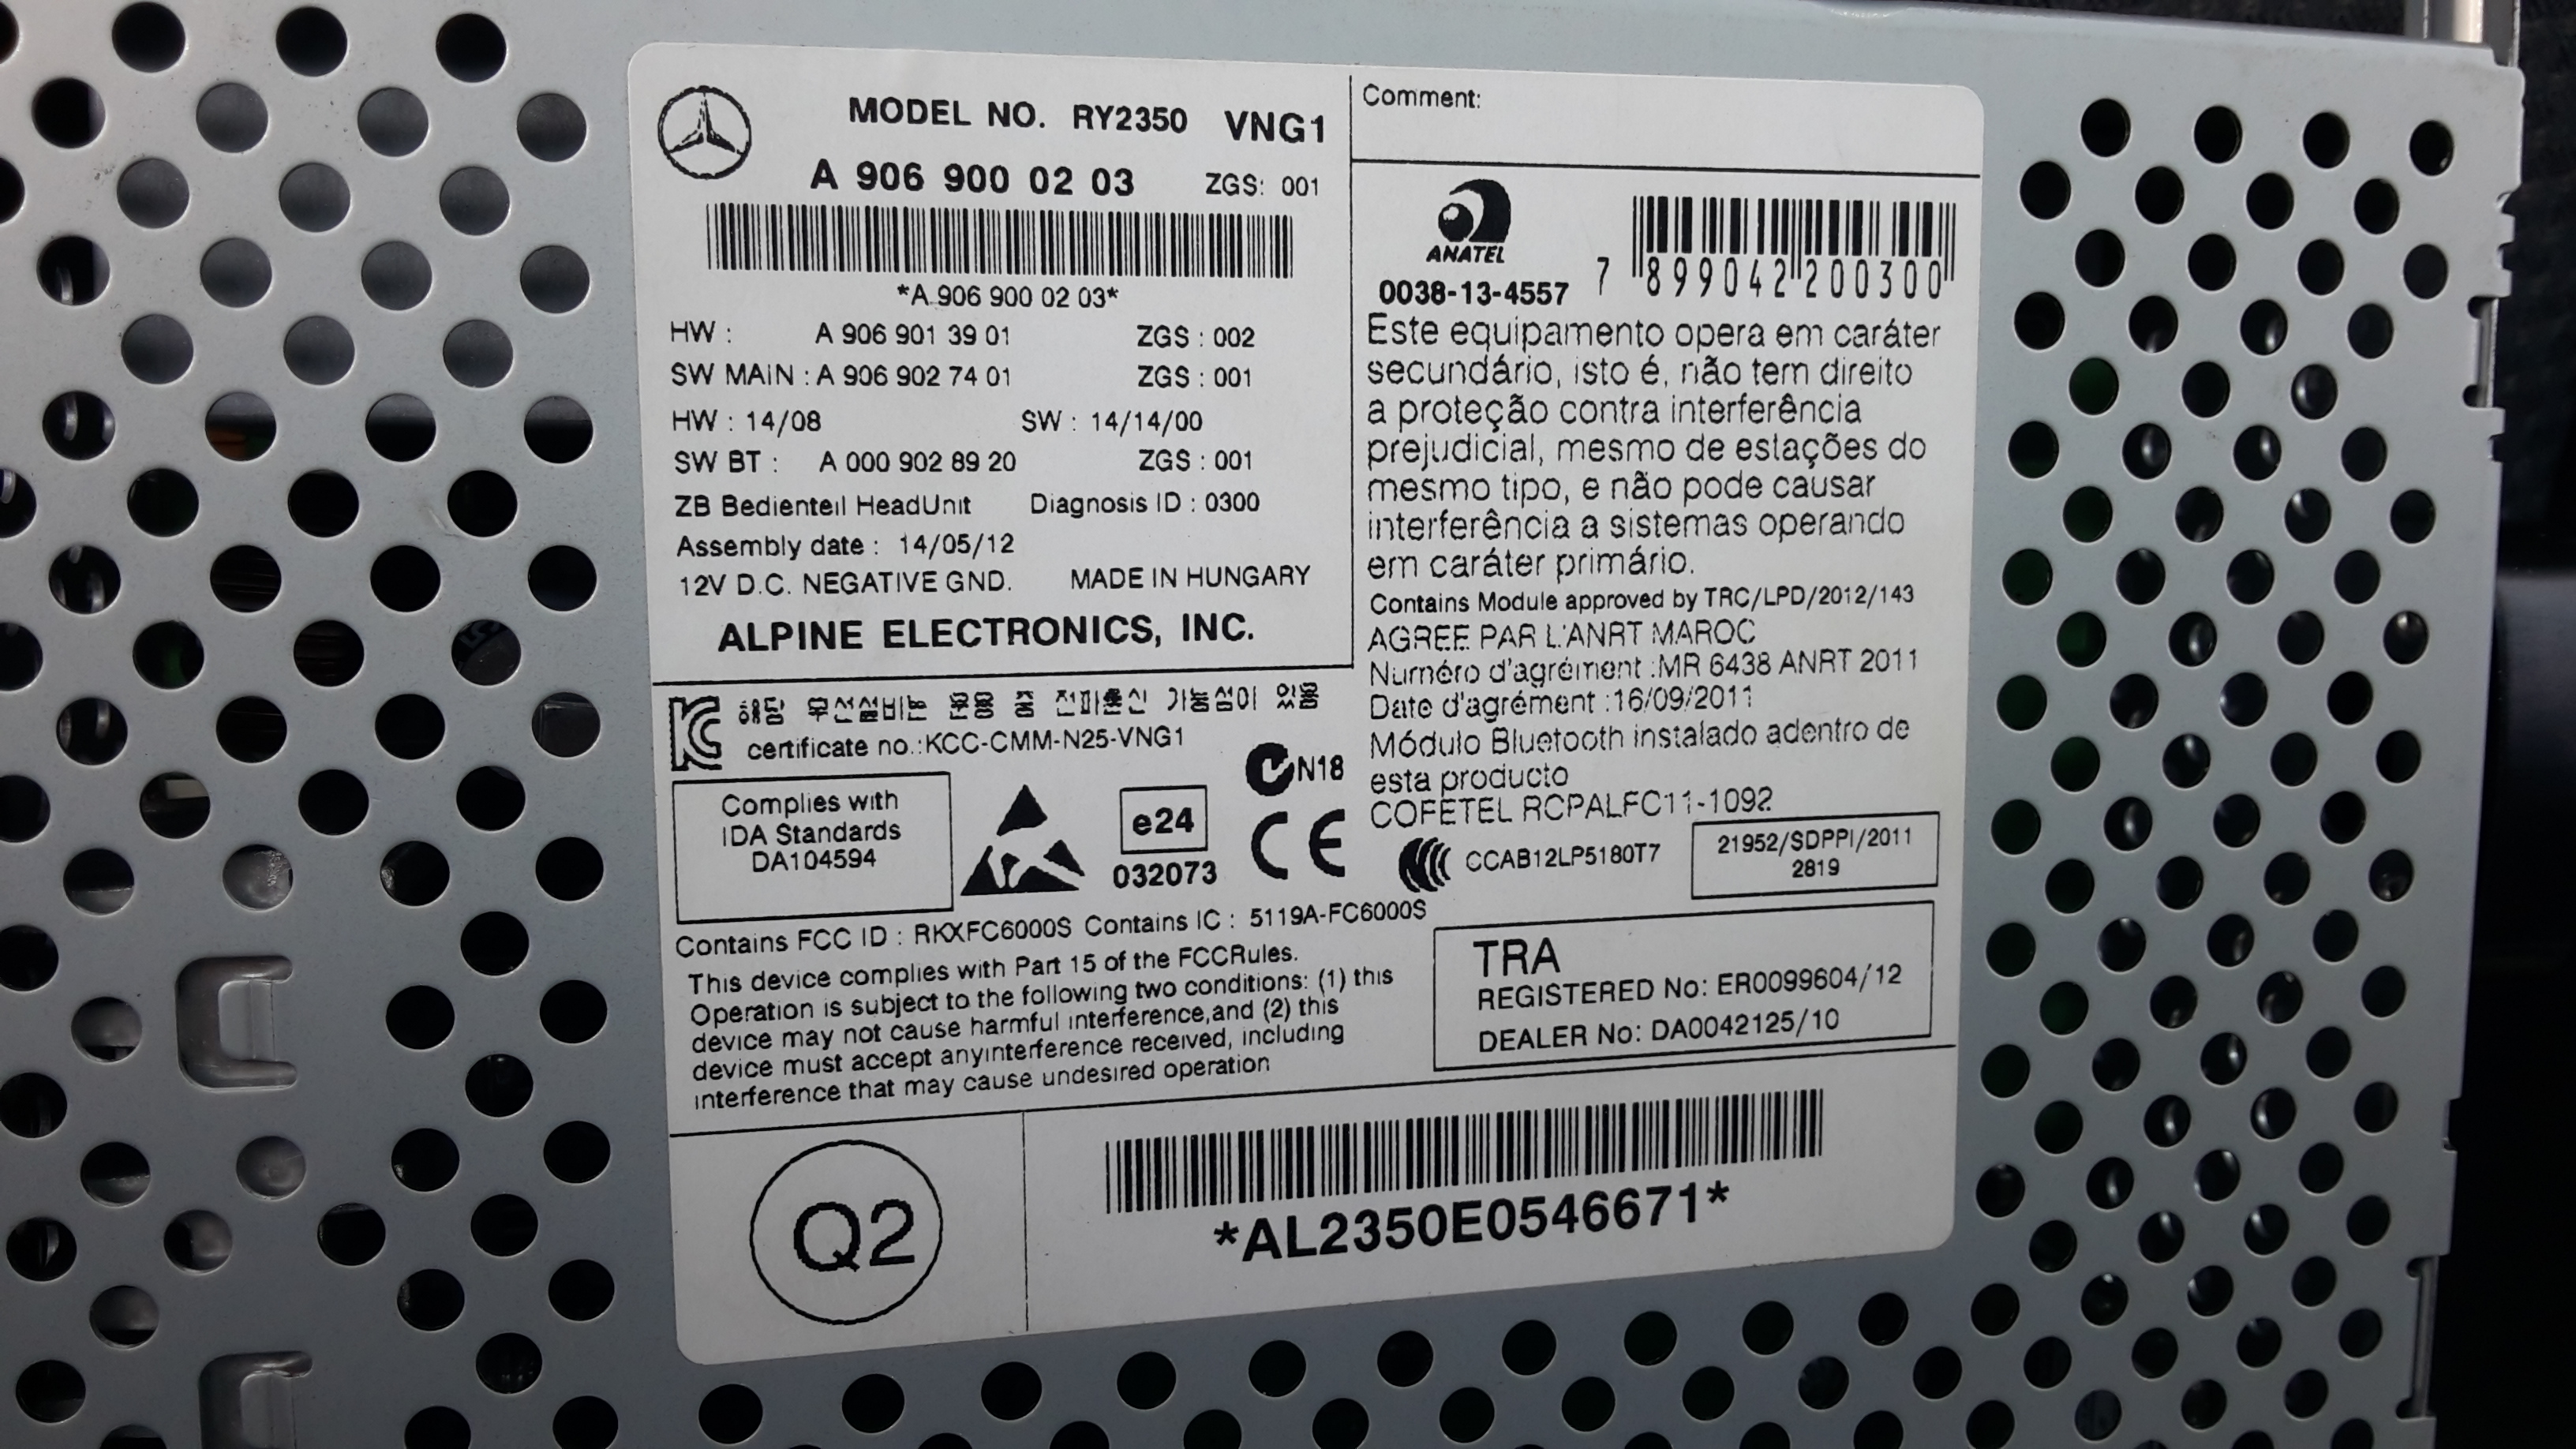 MODEL NO. RY2350 VNG1
A 906 900 02 03 ZGS: 001
*A 906 900 02 03*
HW : A 906 901 39 01 ZGS : 002
SW MAIN : A 906 902 74 01 ZGS : 001
HW : 14/08 SW : 14/14/00
SW BT : A 000 902 89 20 ZGS : 001
ZB Bedienteil HeadUnit Diagnosis ID : 0300
Assembly date : 14/05/12
12V D.C. NEGATIVE GND. MADE IN HUNGARY
ALPINE ELECTRONICS, INC.
Comment:
ANATEL
0038-13-4557
7 899042 200300
Este equipamento opera em caráter
secundário, isto é, não tem direito
a proteção contra interferência
prejudicial, mesmo de estações do
mesmo tipo, e não pode causar
interferência a sistemas operando
em caráter primário.
Contains Module approved by TRC/LPD/2012/143
AGREE PAR L'ANRT MAROC
Numéro d'agrément :MR 6438 ANRT 2011
Date d'agrément :16/09/2011
Módulo Bluetooth instalado adentro de
esta producto
COFETEL RCPALFC11-1092
CCAB12LP5180T7
21952/SDPPI/2011
2819
해당 무선설비는 운용 중 전파혼신 가능성이 있음
certificate no.:KCC-CMM-N25-VNG1
N18
Complies with
IDA Standards
DA104594
e24
032073
CE
Contains FCC ID : RKXFC6000S Contains IC : 5119A-FC6000S
This device complies with Part 15 of the FCCRules.
Operation is subject to the following two conditions: (1) this
device may not cause harmful interference,and (2) this
device must accept anyinterference received, including
interference that may cause undesired operation
TRA
REGISTERED No: ER0099604/12
DEALER No: DA0042125/10
Q2
*AL2350E0546671*